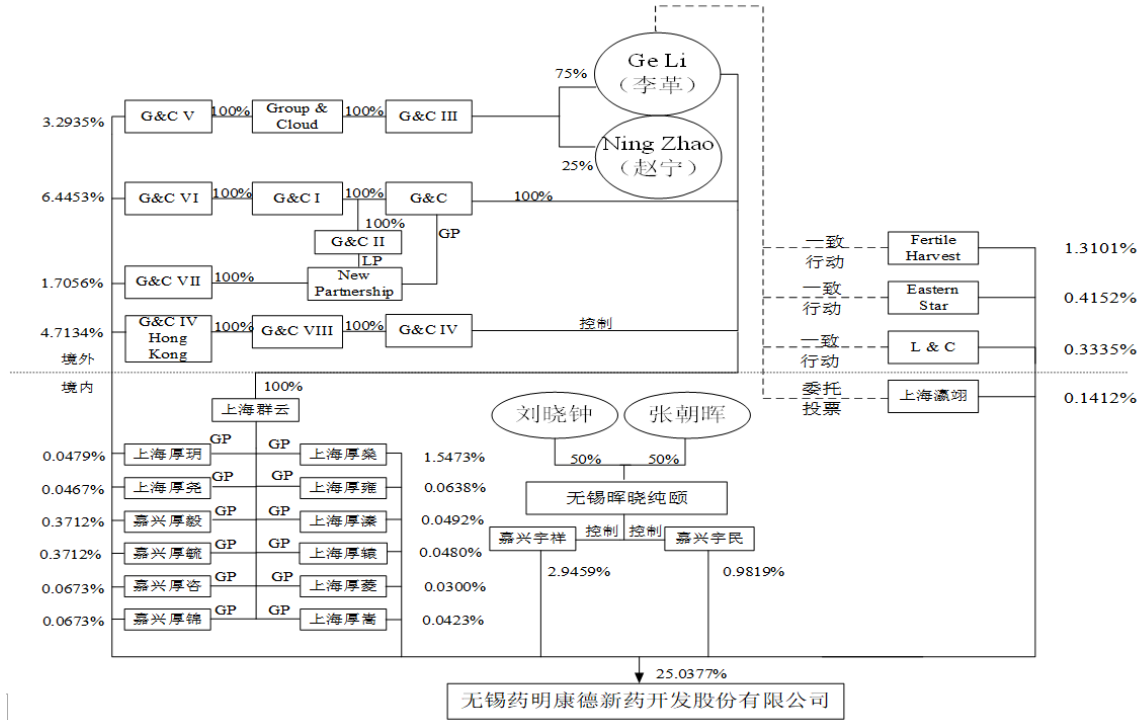 Ge Li
（李革）
75%
3.2935%
G&C V
100%
Group &
Cloud
100%
G&C III
Ning Zhao
（赵宁）
25%
6.4453%
G&C VI
100%
G&C I
100%
G&C
100%
100%
GP
G&C II
LP
1.7056%
G&C VII
100%
New
Partnership
4.7134%
G&C IV
Hong
Kong
100%
G&C VIII
100%
G&C IV
控制
一致
行动
Fertile
Harvest
1.3101%
一致
行动
Eastern
Star
0.4152%
一致
行动
L & C
0.3335%
境外
境内
委托
投票
上海瀛翊
0.1412%
100%
上海群云
刘晓钟
张朝晖
50%
50%
无锡晖晓纯颐
控制
控制
嘉兴宇祥
嘉兴宇民
2.9459%
0.9819%
0.0479%
上海厚玥
GP
GP
上海厚燊
1.5473%
0.0467%
上海厚尧
GP
GP
上海厚雍
0.0638%
0.3712%
嘉兴厚毅
GP
GP
上海厚溱
0.0492%
0.3712%
嘉兴厚毓
GP
GP
上海厚辕
0.0480%
0.0673%
嘉兴厚咨
GP
GP
上海厚菱
0.0300%
0.0673%
嘉兴厚锦
GP
GP
上海厚嵩
0.0423%
25.0377%
无锡药明康德新药开发股份有限公司